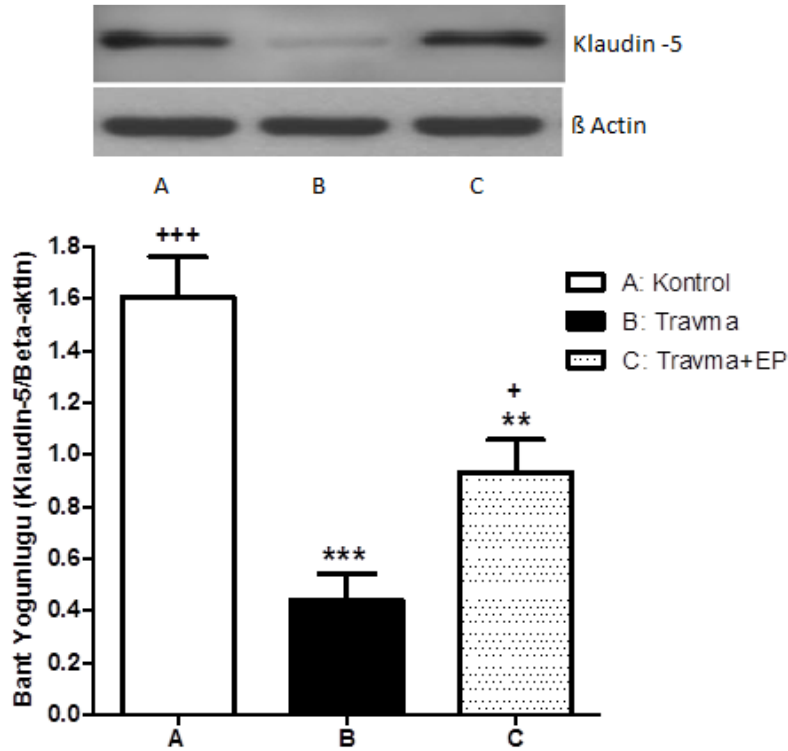 Klaudin -5
ß Actin
A B C
Bant Yogunlugu (Klaudin-5/Beta-aktin)
1.8
1.6
1.4
1.2
1.0
0.8
0.6
0.4
0.2
0.0
+++
***
+
**
A B C
A: Kontrol
B: Travma
C: Travma+EP